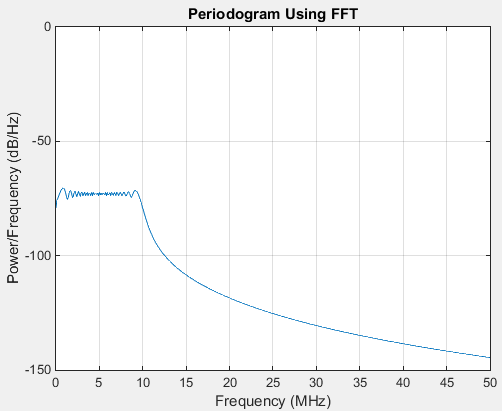 Periodogram Using FFT
0
-50
-100
-150
Power/Frequency (dB/Hz)
0 5 10 15 20 25 30 35 40 45 50
Frequency (MHz)